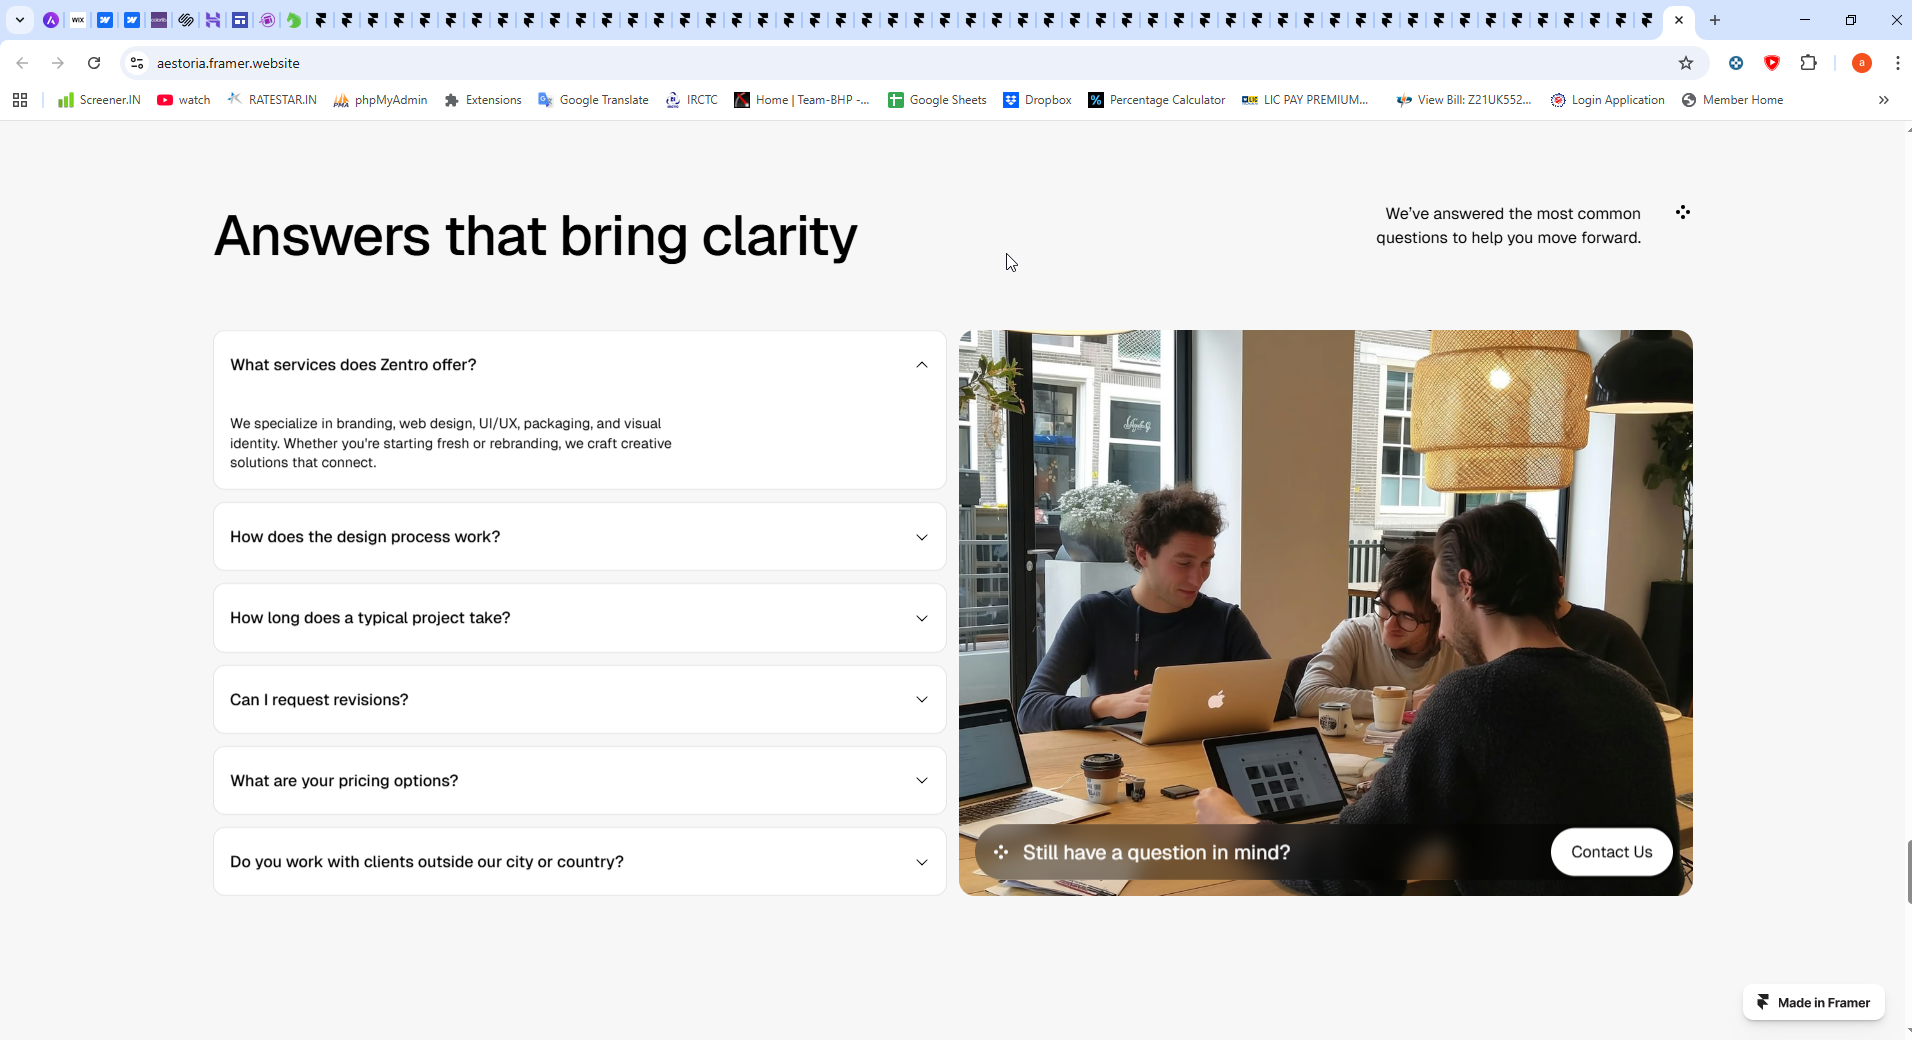 aestoria.framer.website
a
Screener.IN
watch
RATESTAR.IN
phpMyAdmin
Extensions
Google Translate
IRCTC
Home | Team-BHP -...
Google Sheets
Dropbox
Percentage Calculator
LIC PAY PREMIUM...
View Bill: Z21UK552...
Login Application
Member Home
Answers that bring clarity
We’ve answered the most common
questions to help you move forward.
What services does Zentro offer?
We specialize in branding, web design, UI/UX, packaging, and visual
identity. Whether you're starting fresh or rebranding, we craft creative
solutions that connect.
How does the design process work?
How long does a typical project take?
Can I request revisions?
What are your pricing options?
Do you work with clients outside our city or country?
Still have a question in mind?
Contact Us
Made in Framer